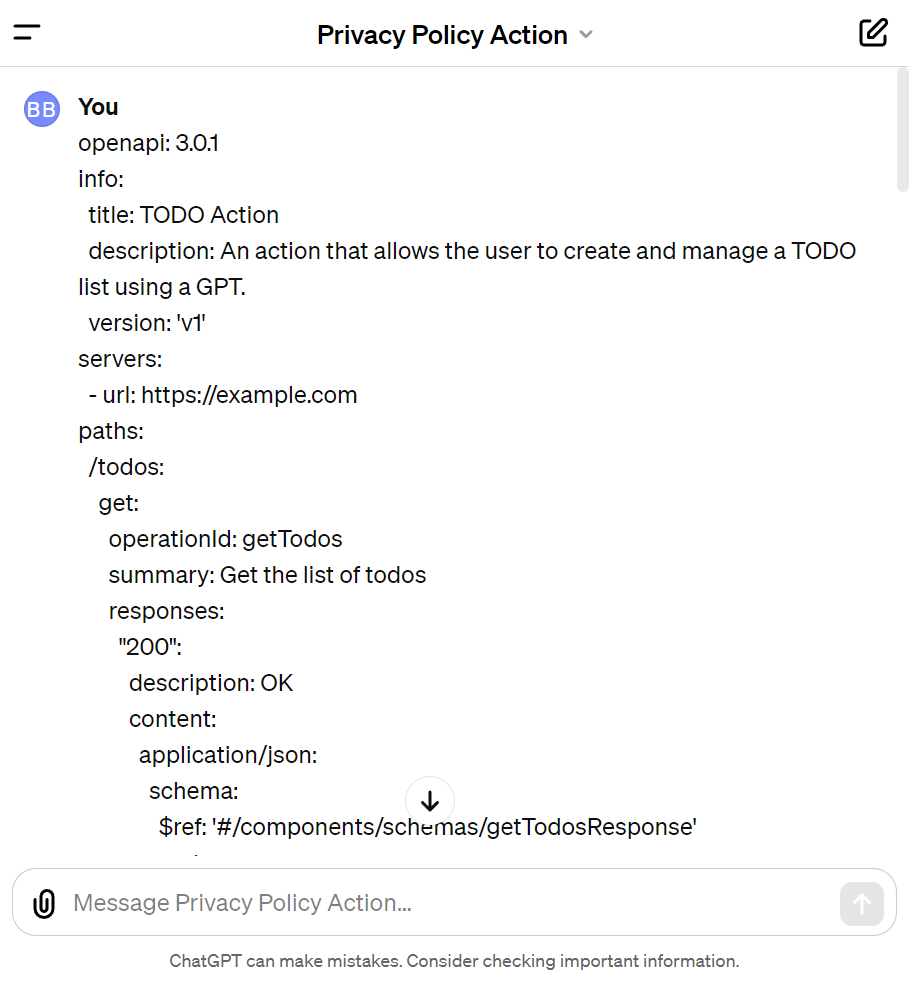 Privacy Policy Action
BB
You
openapi: 3.0.1
info:
  title: TODO Action
  description: An action that allows the user to create and manage a TODO
list using a GPT.
  version: 'v1'
servers:
  - url: https://example.com
paths:
  /todos:
    get:
      operationId: getTodos
      summary: Get the list of todos
      responses:
        "200":
          description: OK
          content:
            application/json:
              schema:
                $ref: '#/components/schemas/getTodosResponse'
Message Privacy Policy Action...
ChatGPT can make mistakes. Consider checking important information.